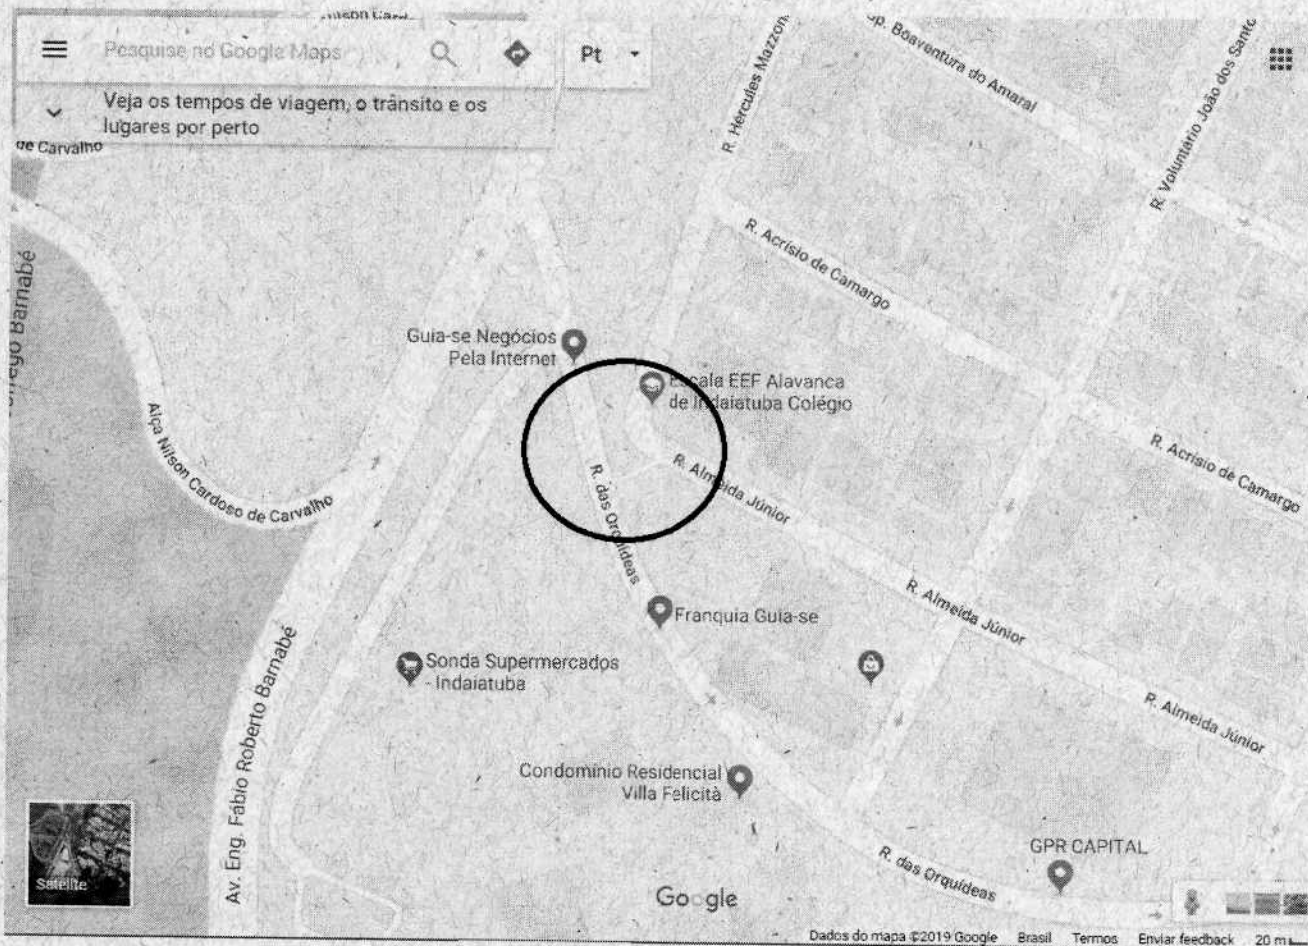 Pesquise no Google Maps
Pt
Veja os tempos de viagem, o trânsito e os
lugares por perto
de Carvalho
R. Hércules Mazzoni
Boaventura do Amaral
R. Voluntário João dos Santos
R. Acrísio de Camargo
Barnabé
Guia-se Negócios
Pela Internet
Escala EEF Alavanca
de Indaiatuba Colégio
Alça Nilson Cardoso de Carvalho
R. Almeida Júnior
R. Acrísio de Camargo
R. das Orquídeas
R. Almeida Júnior
Franquia Guia-se
Sonda Supermercados
- Indaiatuba
Av. Eng. Fábio Roberto Barnabé
R. Almeida Júnior
Condomínio Residencial
Villa Felicità
Satélite
R. das Orquídeas
GPR CAPITAL
Google
Dados do mapa ©2019 Google Brasil Termos Enviar feedback 20 m